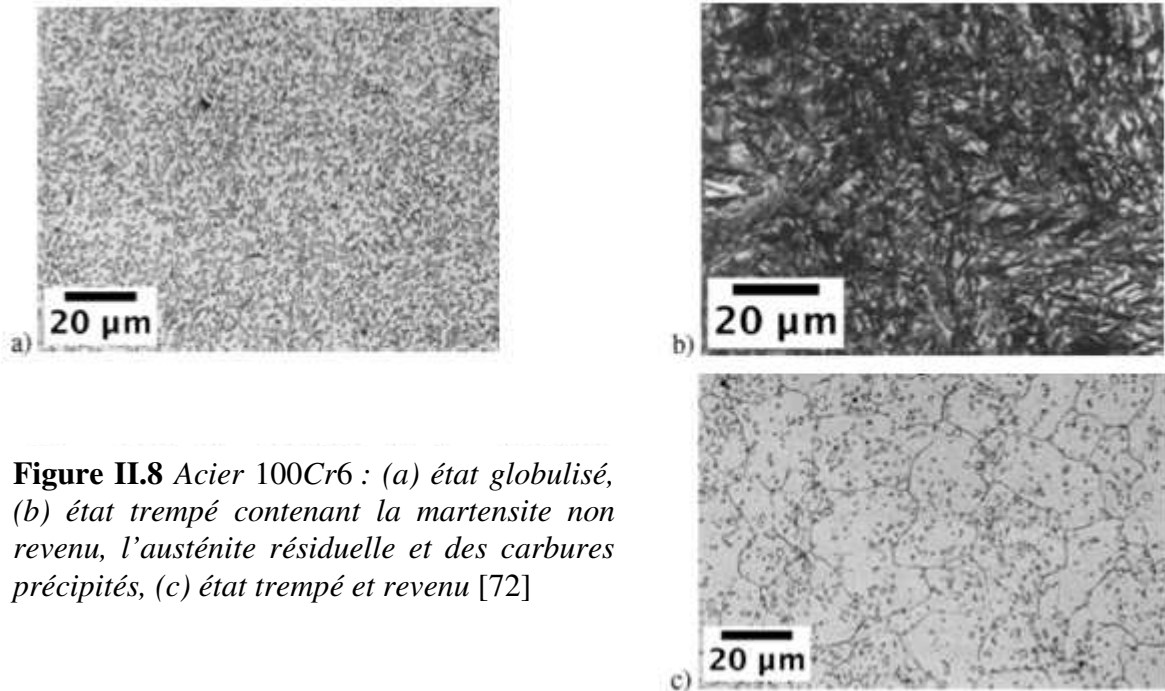 20 µm
a)
20 µm
b)
Figure II.8 Acier 100Cr6 : (a) état globulisé,
(b) état trempé contenant la martensite non
revenu, l'austénite résiduelle et des carbures
précipités, (c) état trempé et revenu [72]
20 µm
c)